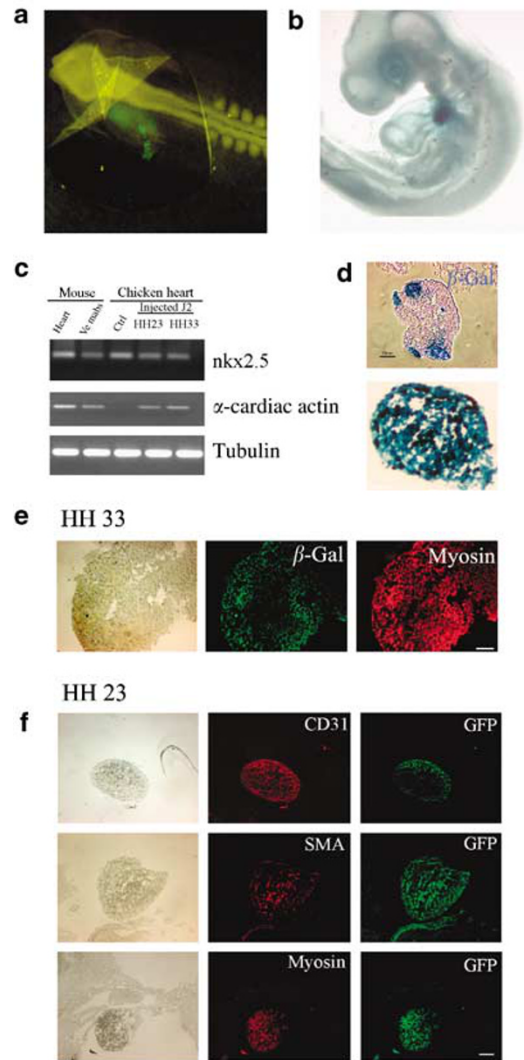 a
b
c
Mouse Chicken heart
Injected J2
Heart Ve mabs Ctrl HH23 HH33
nkx2.5
α-cardiac actin
Tubulin
d
β-Gal
e
HH 33
β-Gal Myosin
HH 23
f
CD31 GFP
SMA GFP
Myosin GFP